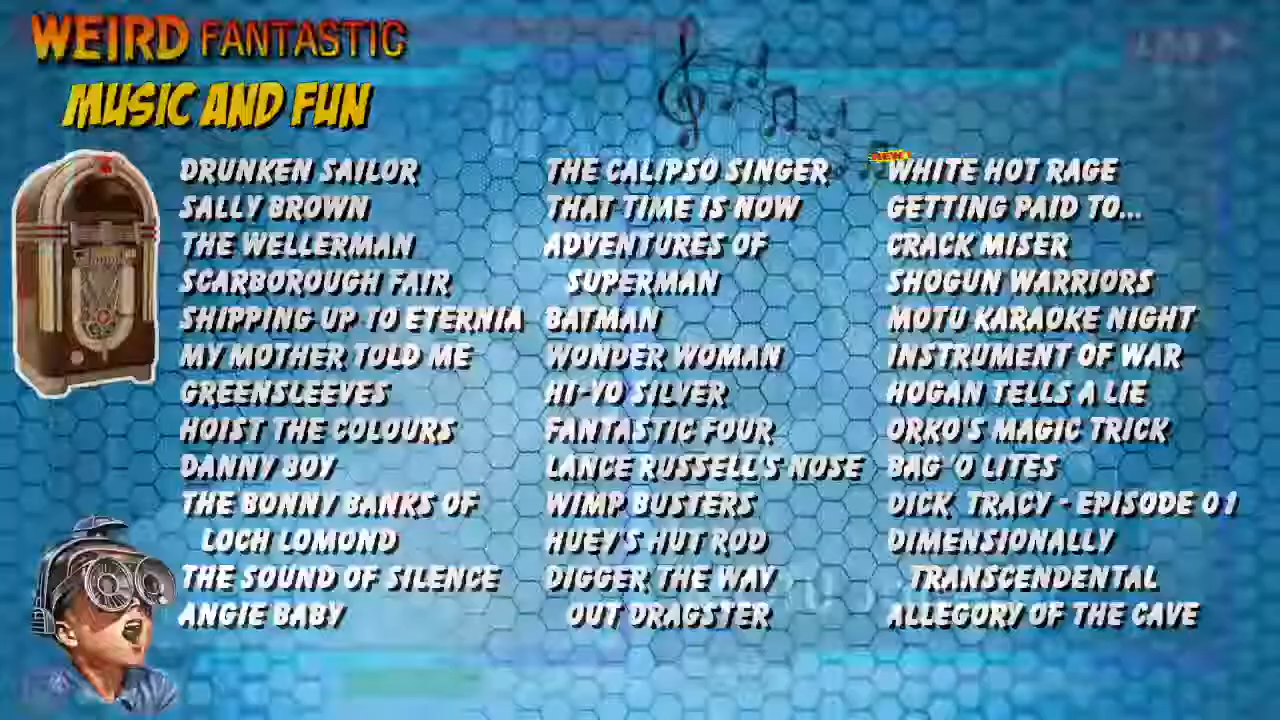 WEIRD FANTASTIC
MUSIC AND FUN
DRUNKEN SAILOR
SALLY BROWN
THE WELLERMAN
SCARBOROUGH FAIR
SHIPPING UP TO ETERNIA
MY MOTHER TOLD ME
GREENSLEEVES
HOIST THE COLOURS
DANNY BOY
THE BONNY BANKS OF
LOCH LOMOND
THE SOUND OF SILENCE
ANGIE BABY
THE CALIPSO SINGER
THAT TIME IS NOW
ADVENTURES OF
SUPERMAN
BATMAN
WONDER WOMAN
HI-YO SILVER
FANTASTIC FOUR
LANCE RUSSELL'S NOSE
WIMP BUSTERS
HUEY'S HUT ROD
DIGGER THE WAY
OUT DRAGSTER
NEW!
WHITE HOT RAGE
GETTING PAID TO...
CRACK MISER
SHOGUN WARRIORS
MOTU KARAOKE NIGHT
INSTRUMENT OF WAR
HOGAN TELLS A LIE
ORKO'S MAGIC TRICK
BAG 'O LITES
DICK TRACY - EPISODE 01
DIMENSIONALLY
TRANSCENDENTAL
ALLEGORY OF THE CAVE